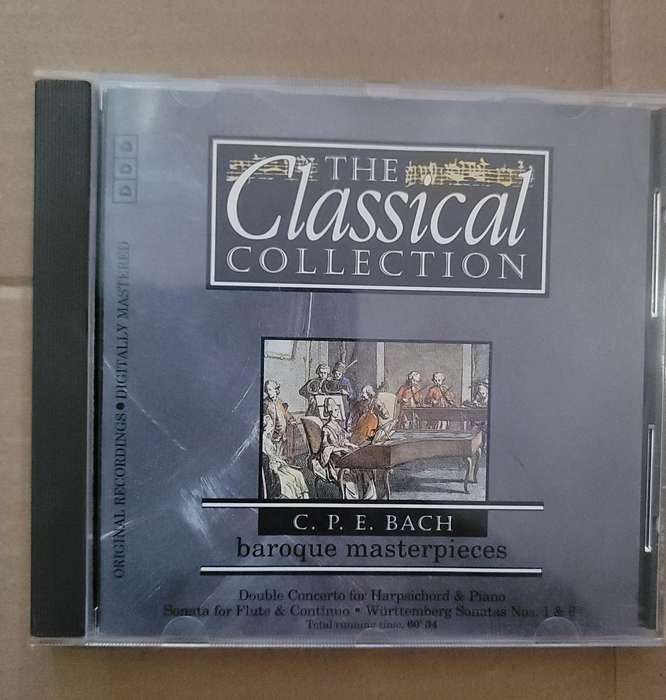 THE
Classical
COLLECTION
DDD
ORIGINAL RECORDINGS • DIGITALLY MASTERED
C. P. E. BACH
baroque masterpieces
Double Concerto for Harpsichord & Piano
Sonata for Flute & Continuo • Württemberg Sonatas Nos. 1 &
Total running time: 60' 34